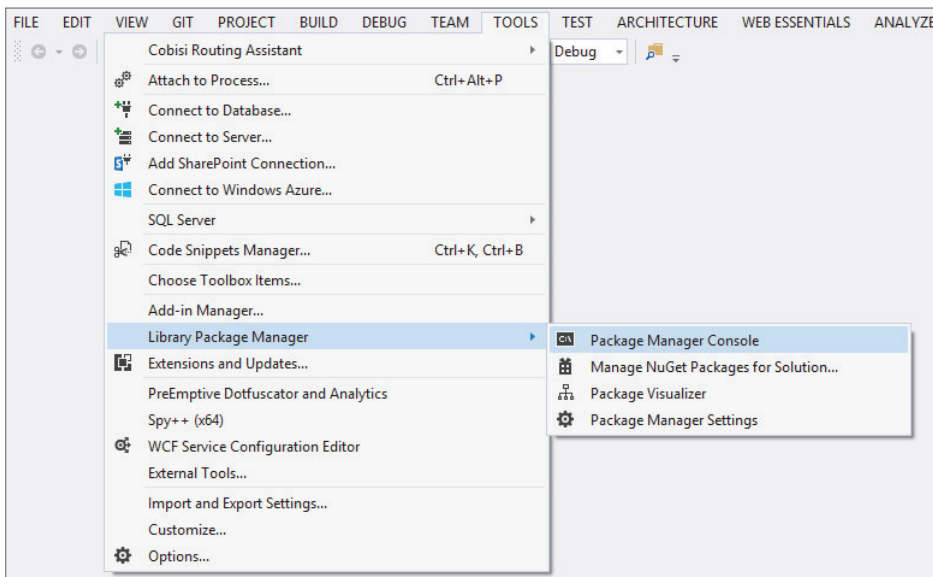 FILE EDIT VIEW GIT PROJECT BUILD DEBUG TEAM TOOLS TEST ARCHITECTURE WEB ESSENTIALS ANALYZE
Debug
Cobisi Routing Assistant
Attach to Process... Ctrl+Alt+P
Connect to Database...
Connect to Server...
Add SharePoint Connection...
Connect to Windows Azure...
SQL Server
Code Snippets Manager... Ctrl+K, Ctrl+B
Choose Toolbox Items...
Add-in Manager...
Library Package Manager
Extensions and Updates...
PreEmptive Dotfuscator and Analytics
Spy++ (x64)
WCF Service Configuration Editor
External Tools...
Import and Export Settings...
Customize...
Options...
Package Manager Console
Manage NuGet Packages for Solution...
Package Visualizer
Package Manager Settings